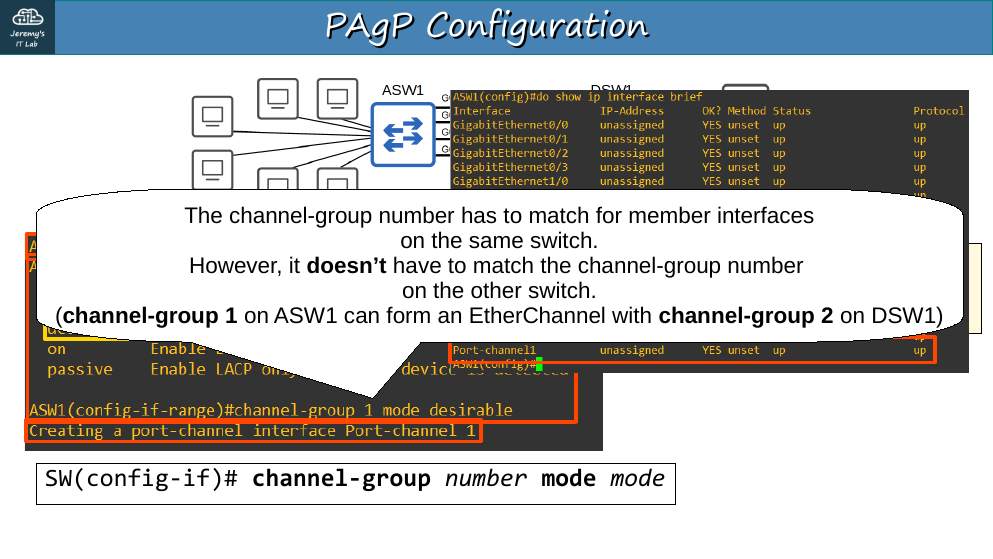 Jeremy's
IT Lab
PAgP Configuration
ASW1
ASW1(config)#do show ip interface brief
Interface IP-Address OK? Method Status Protocol
GigabitEthernet0/0 unassigned YES unset up up
GigabitEthernet0/1 unassigned YES unset up up
GigabitEthernet0/2 unassigned YES unset up up
GigabitEthernet0/3 unassigned YES unset up up
GigabitEthernet1/0 unassigned YES unset up up
The channel-group number has to match for member interfaces
on the same switch.
However, it doesn't have to match the channel-group number
on the other switch.
(channel-group 1 on ASW1 can form an EtherChannel with channel-group 2 on DSW1)
on Enable
Port-channel1 unassigned YES unset up up
ASW1(config)#
passive Enable LACP device is detected
ASW1(config-if-range)#channel-group 1 mode desirable
Creating a port-channel interface Port-channel 1
SW(config-if)# channel-group number mode mode